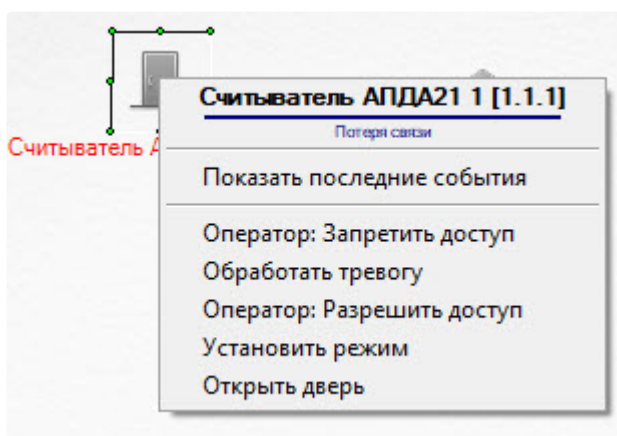 Считыватель АПДА21 1 [1.1.1]
Потеря связи
Считыватель А
Показать последние события
Оператор: Запретить доступ
Обработать тревогу
Оператор: Разрешить доступ
Установить режим
Открыть дверь